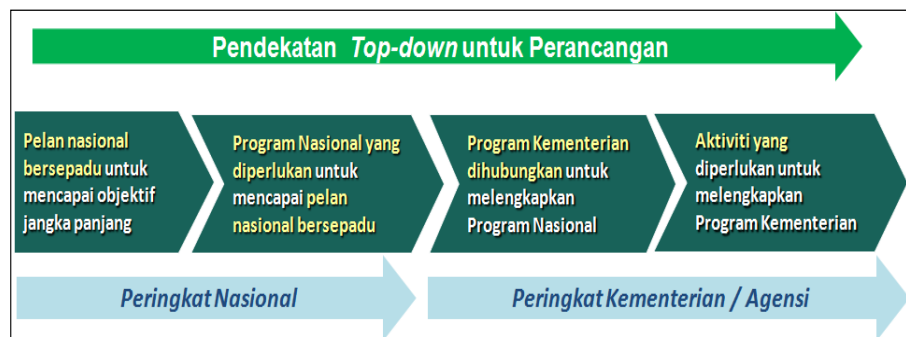 Pendekatan Top-down untuk Perancangan
Pelan nasional
bersepadu untuk
mencapai objektif
jangka panjang
Program Nasional yang
diperlukan untuk
mencapai pelan
nasional bersepadu
Program Kementerian
dihubungkan untuk
melengkapkan
Program Nasional
Aktiviti yang
diperlukan untuk
melengkapkan
Program Kementerian
Peringkat Nasional
Peringkat Kementerian / Agensi